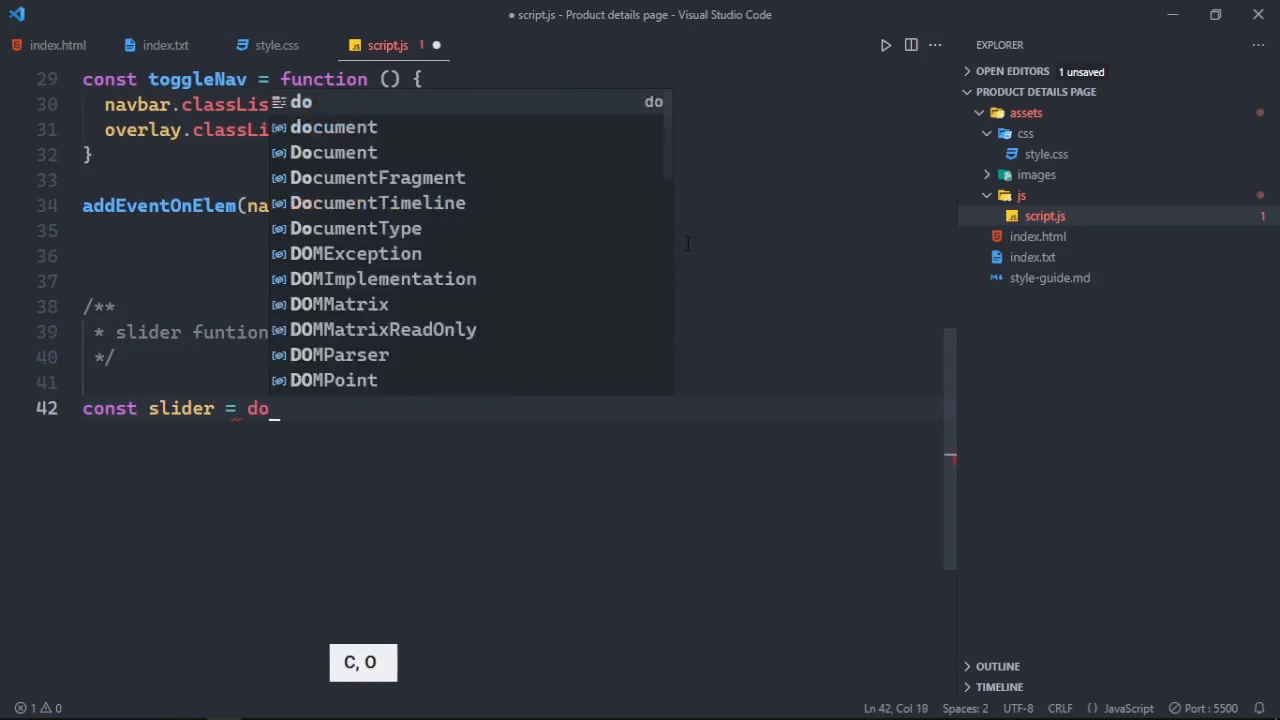 script.js - Product details page - Visual Studio Code
index.html
index.txt
style.css
script.js 1
29 const toggleNav = function () {
30 navbar.classLis
31 overlay.classLi
32 }
33
34 addEventOnElem(na
35
36
37
38 /**
39 * slider funtion
40 */
41
42 const slider = do
do do
document
Document
DocumentFragment
DocumentTimeline
DocumentType
DOMException
DOMImplementation
DOMMatrix
DOMMatrixReadOnly
DOMParser
DOMPoint
C, O
EXPLORER
OPEN EDITORS 1 unsaved
PRODUCT DETAILS PAGE
assets
css
style.css
images
js
script.js 1
index.html
index.txt
style-guide.md
OUTLINE
TIMELINE
1 0
Ln 42, Col 19 Spaces: 2 UTF-8 CRLF {} JavaScript Port : 5500